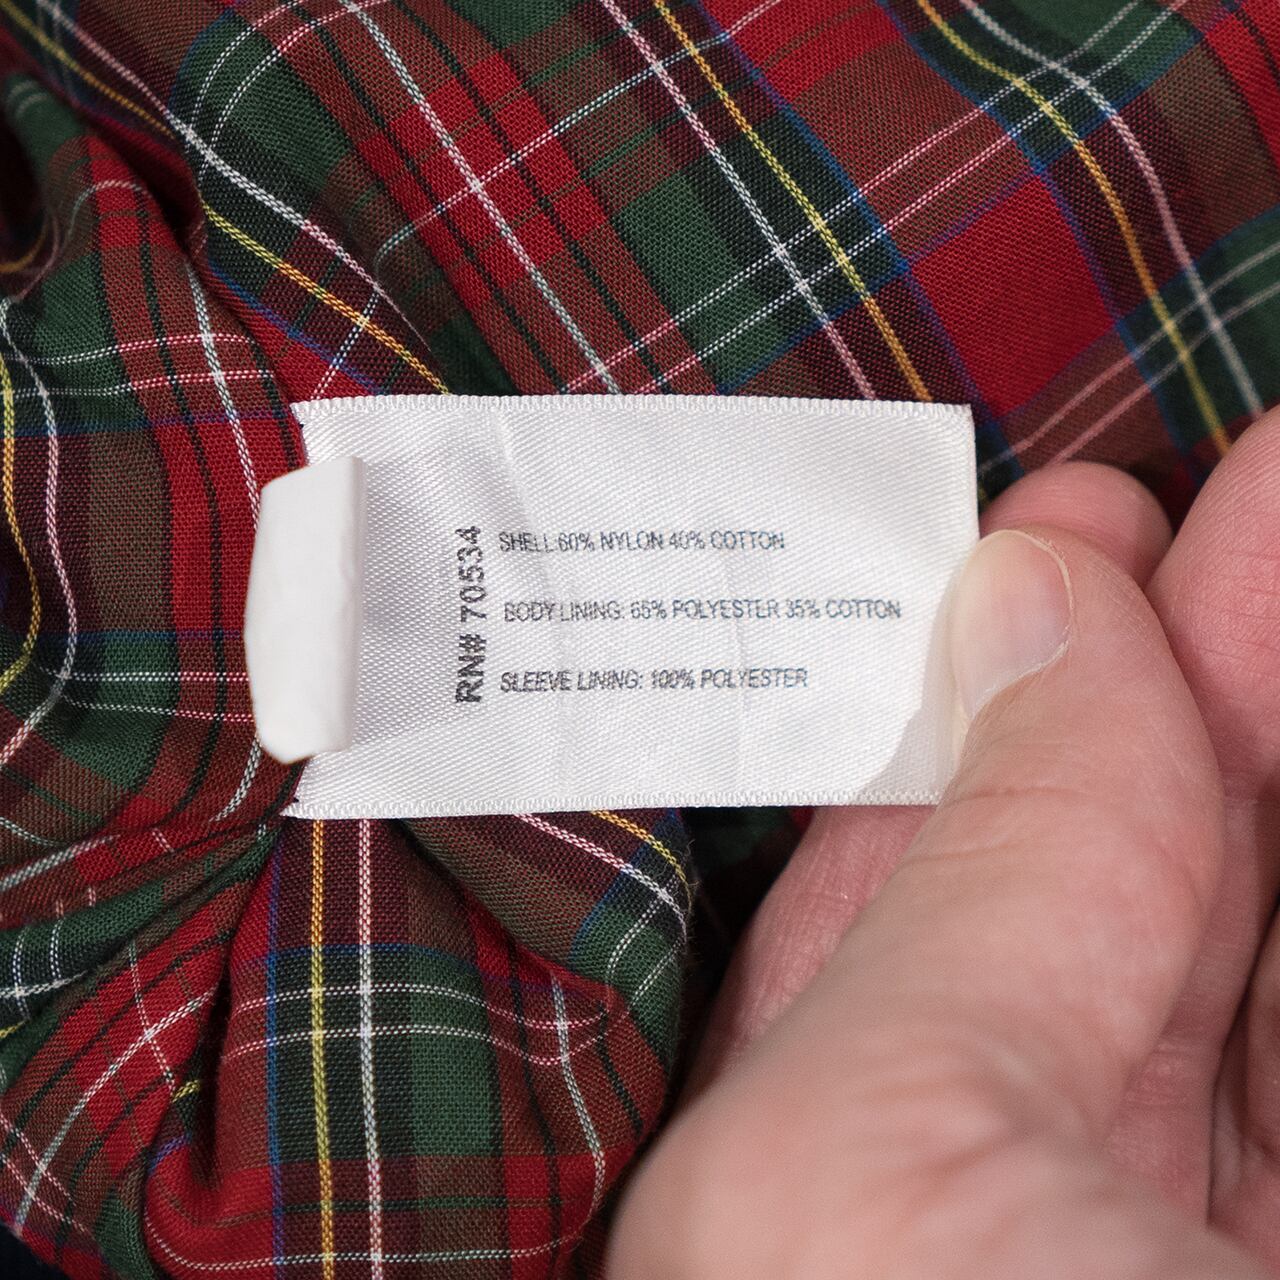 RN# 70534
SHELL:60% NYLON 40% COTTON
BODY LINING: 65% POLYESTER 35% COTTON
SLEEVE LINING: 100% POLYESTER